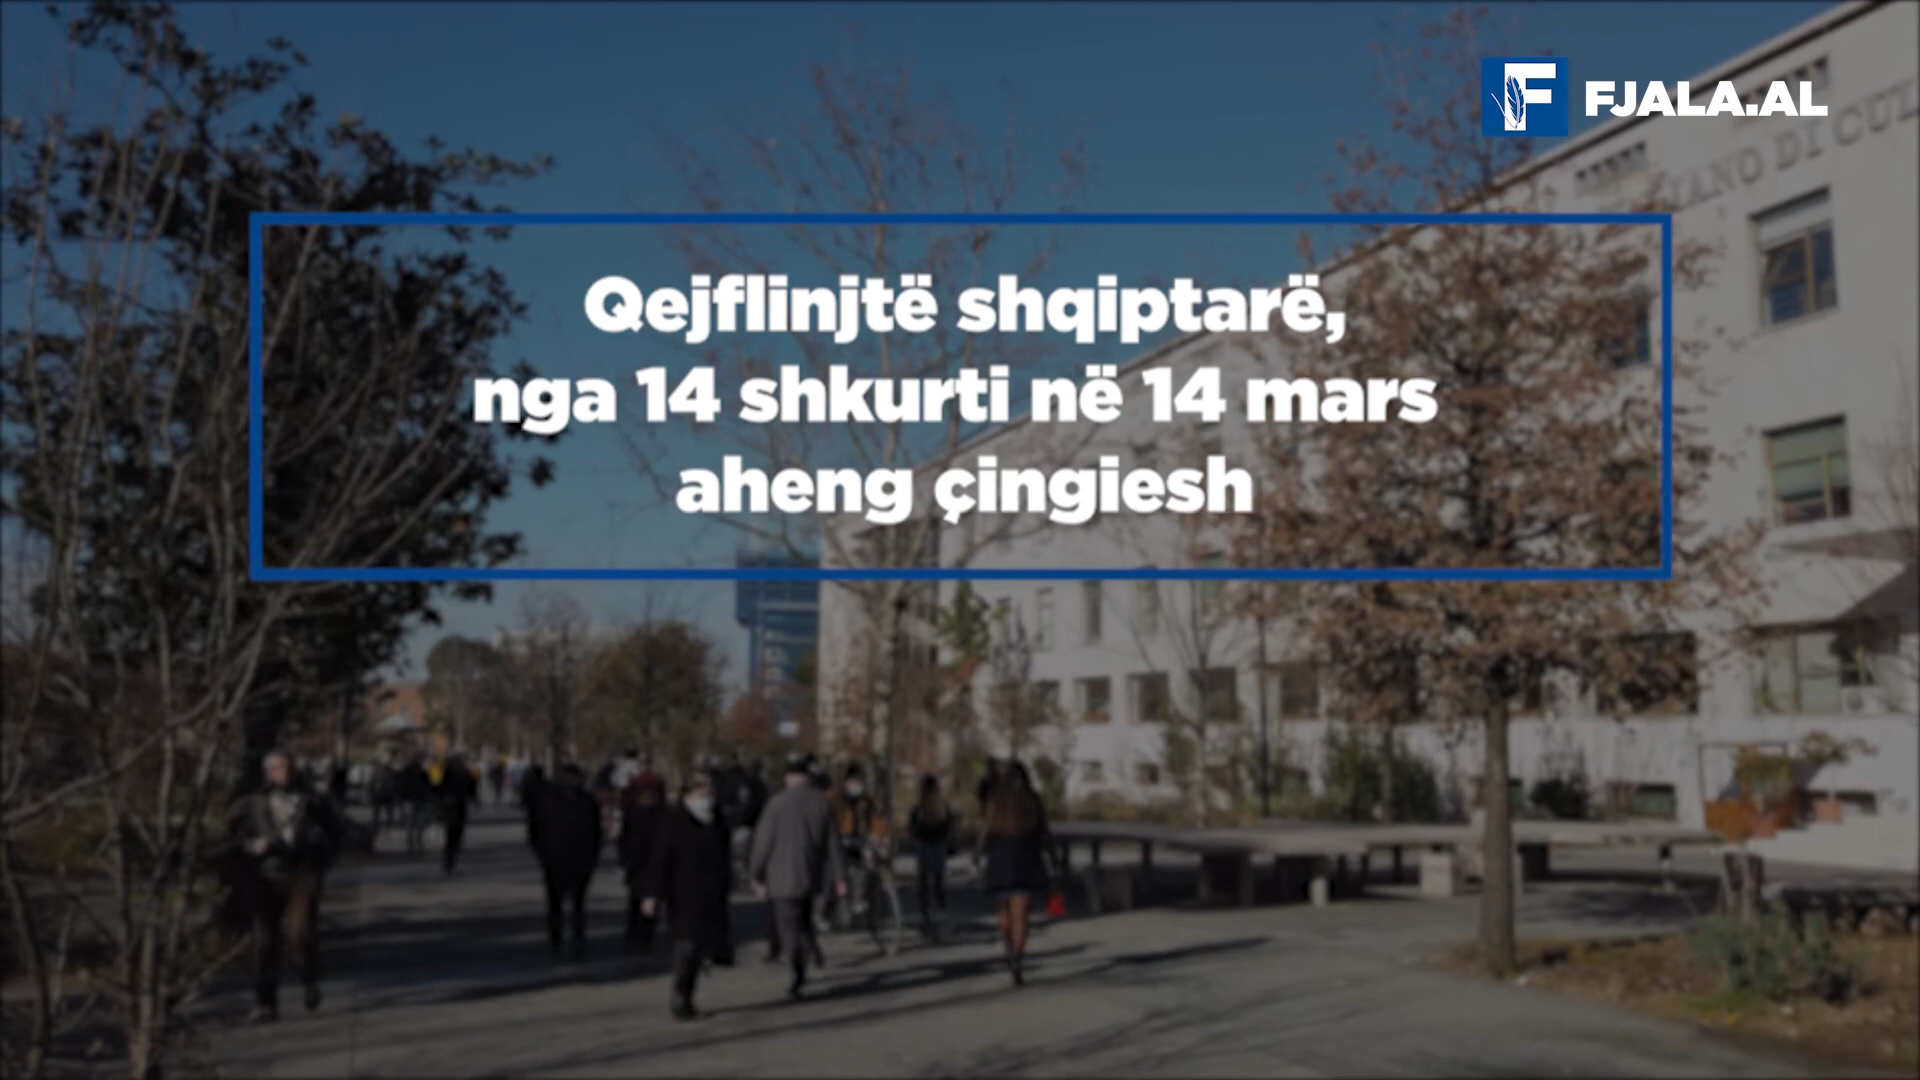 FJALA.AL
Qejflinjtë shqiptarë,
nga 14 shkurti në 14 mars
aheng çingiesh